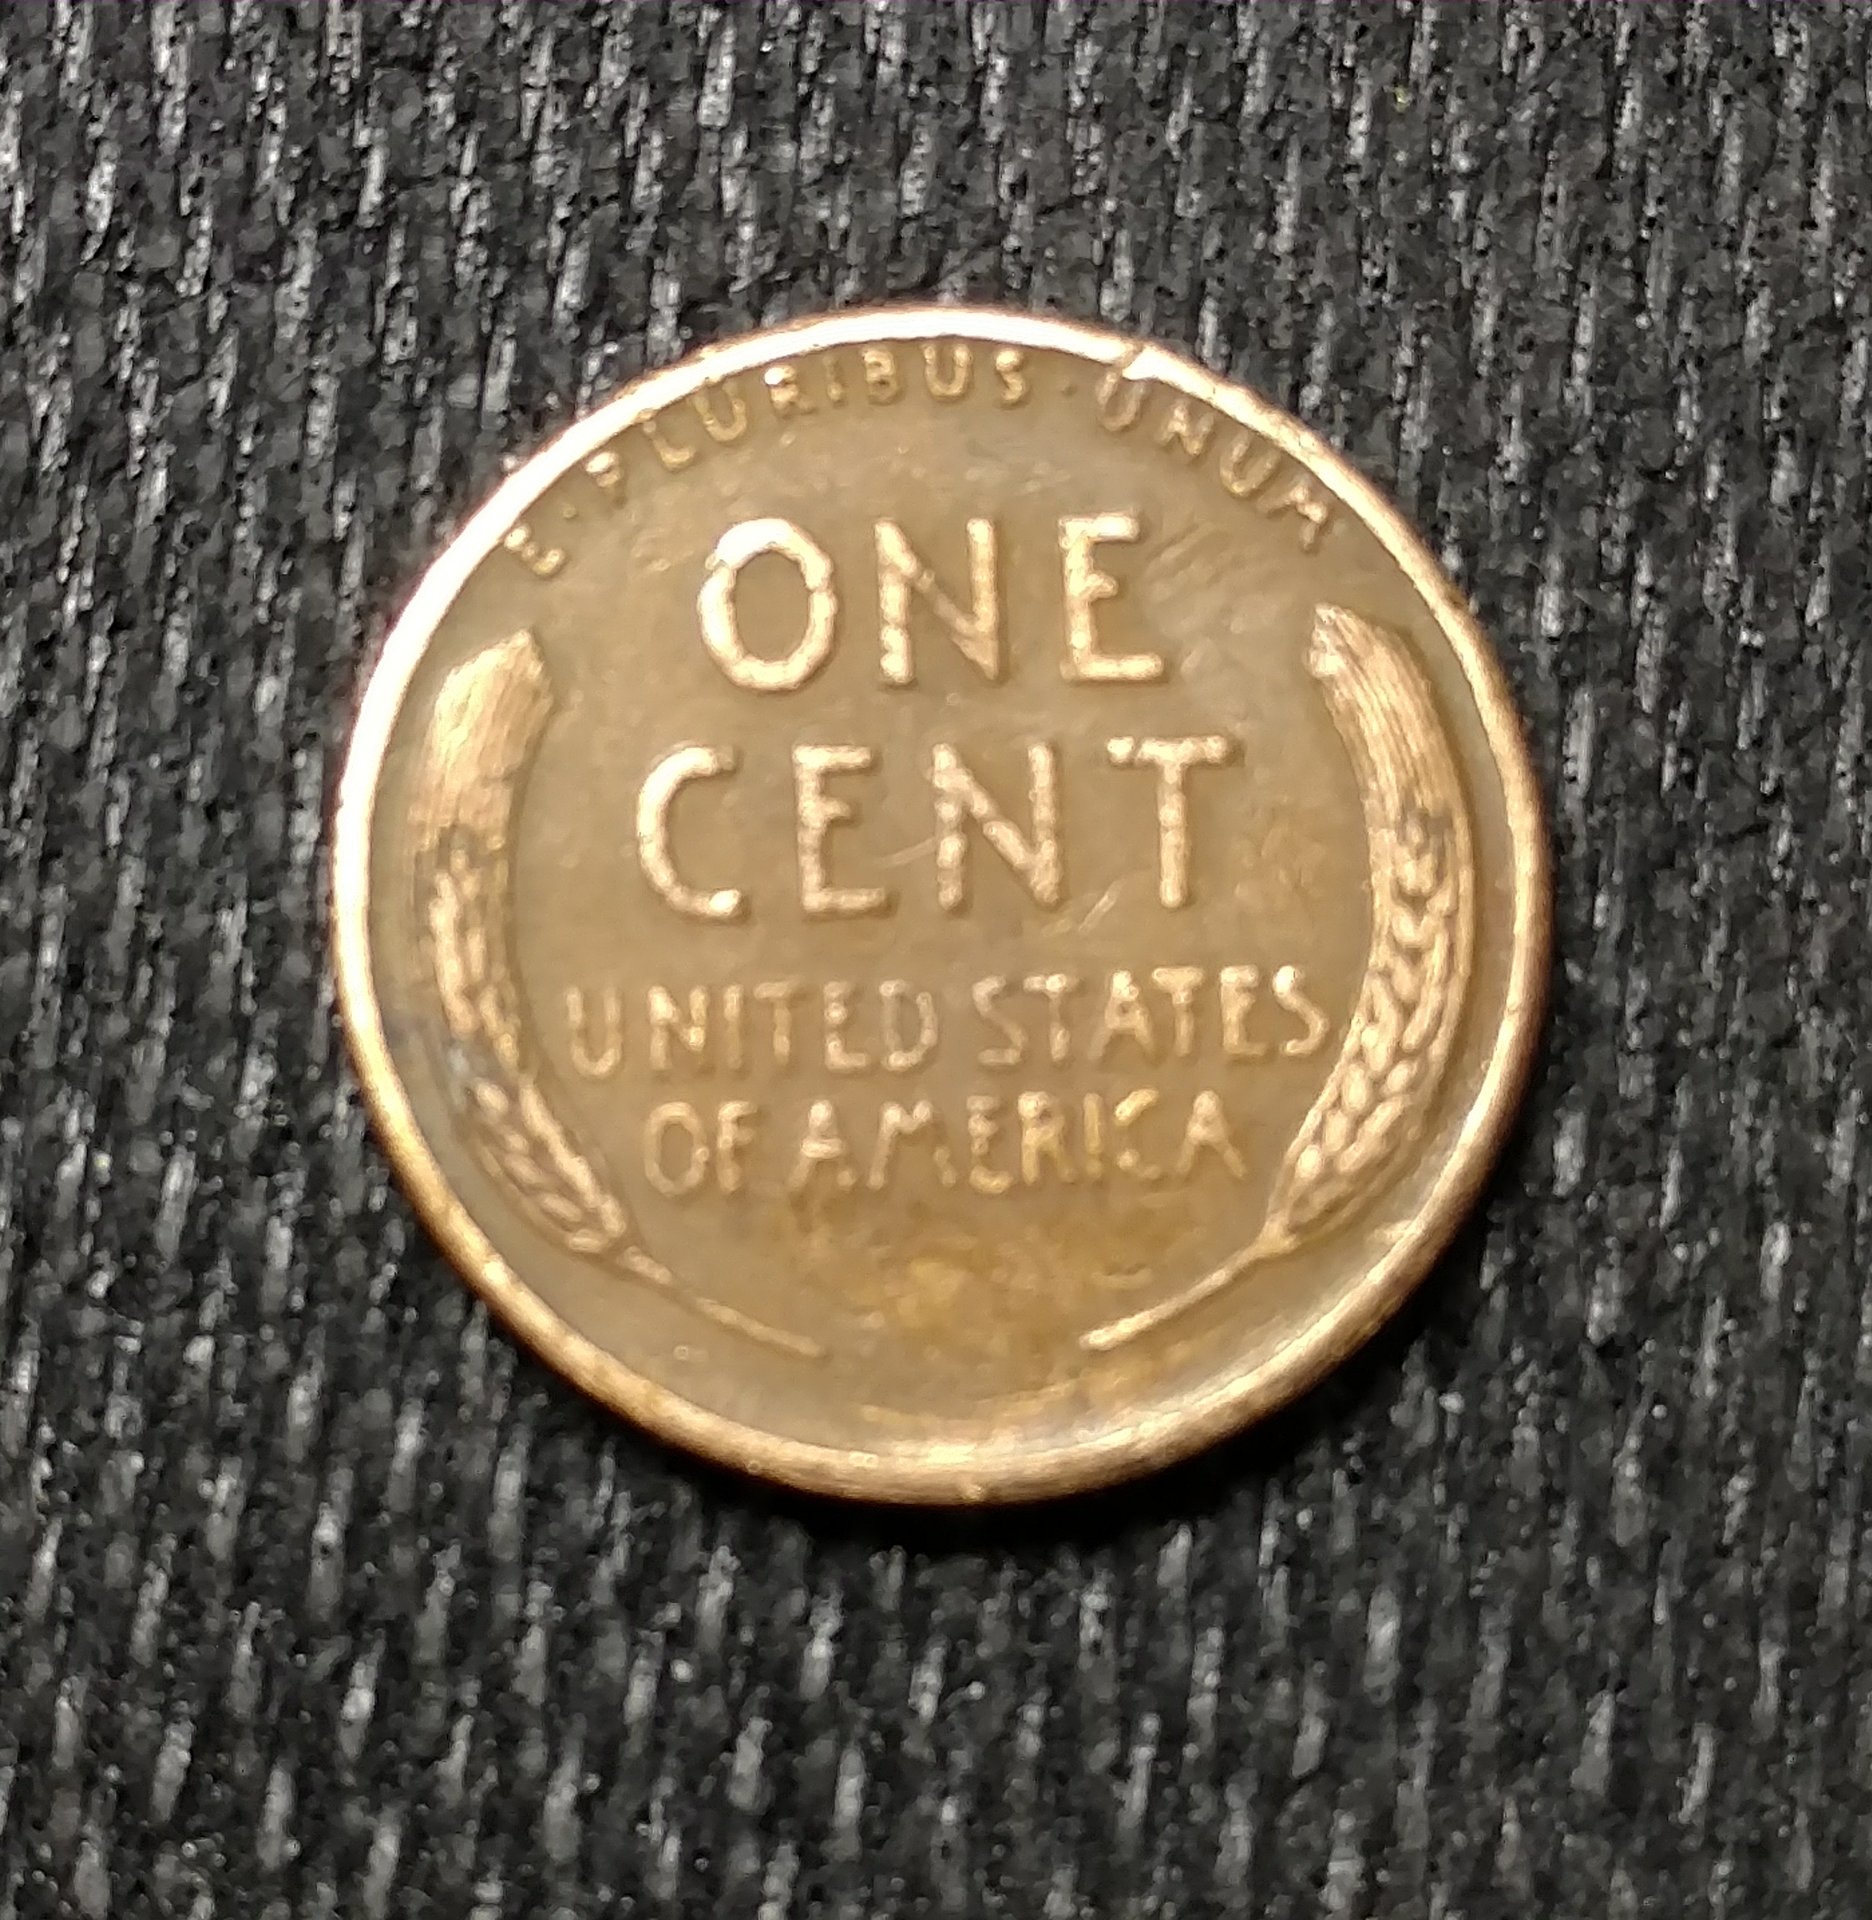 E·PLURIBUS·UNUM
ONE
CENT
UNITED STATES
OF AMERICA